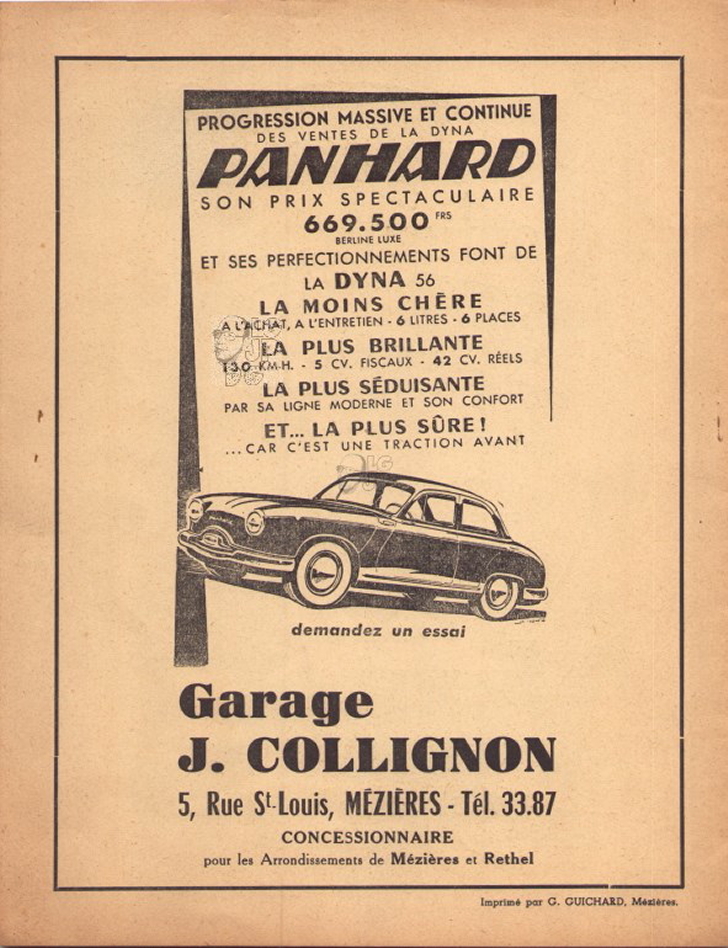 PROGRESSION MASSIVE ET CONTINUE
DES VENTES DE LA DYNA
PANHARD
SON PRIX SPECTACULAIRE
669.500 FRS
BERLINE LUXE
ET SES PERFECTIONNEMENTS FONT DE
LA DYNA 56
LA MOINS CHÈRE
A L'ACHAT, A L'ENTRETIEN - 6 LITRES - 6 PLACES
LA PLUS BRILLANTE
130 KM-H. - 5 CV. FISCAUX - 42 CV. RÉELS
LA PLUS SÉDUISANTE
PAR SA LIGNE MODERNE ET SON CONFORT
ET... LA PLUS SÛRE !
...CAR C'EST UNE TRACTION AVANT
demandez un essai
Garage
J. COLLIGNON
5, Rue St-Louis, MÉZIÈRES - Tél. 33.87
CONCESSIONNAIRE
pour les Arrondissements de Mézières et Rethel
Imprimé par G. GUICHARD, Mézières.